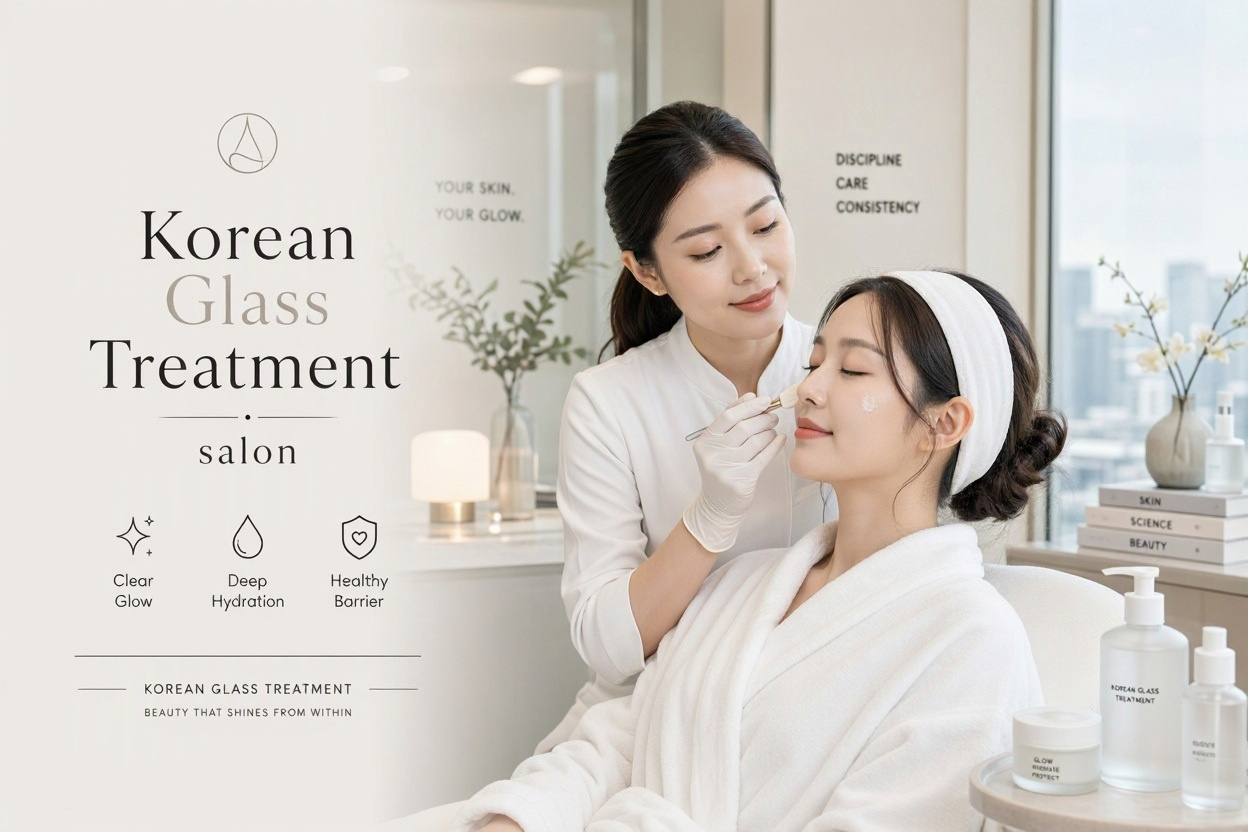 Korean
Glass
Treatment
salon
Clear
Glow
Deep
Hydration
Healthy
Barrier
KOREAN GLASS TREATMENT
BEAUTY THAT SHINES FROM WITHIN
YOUR SKIN.
YOUR GLOW.
DISCIPLINE
CARE
CONSISTENCY
SKIN
SCIENCE
BEAUTY
KOREAN GLASS
TREATMENT
GLOW
PROTECT